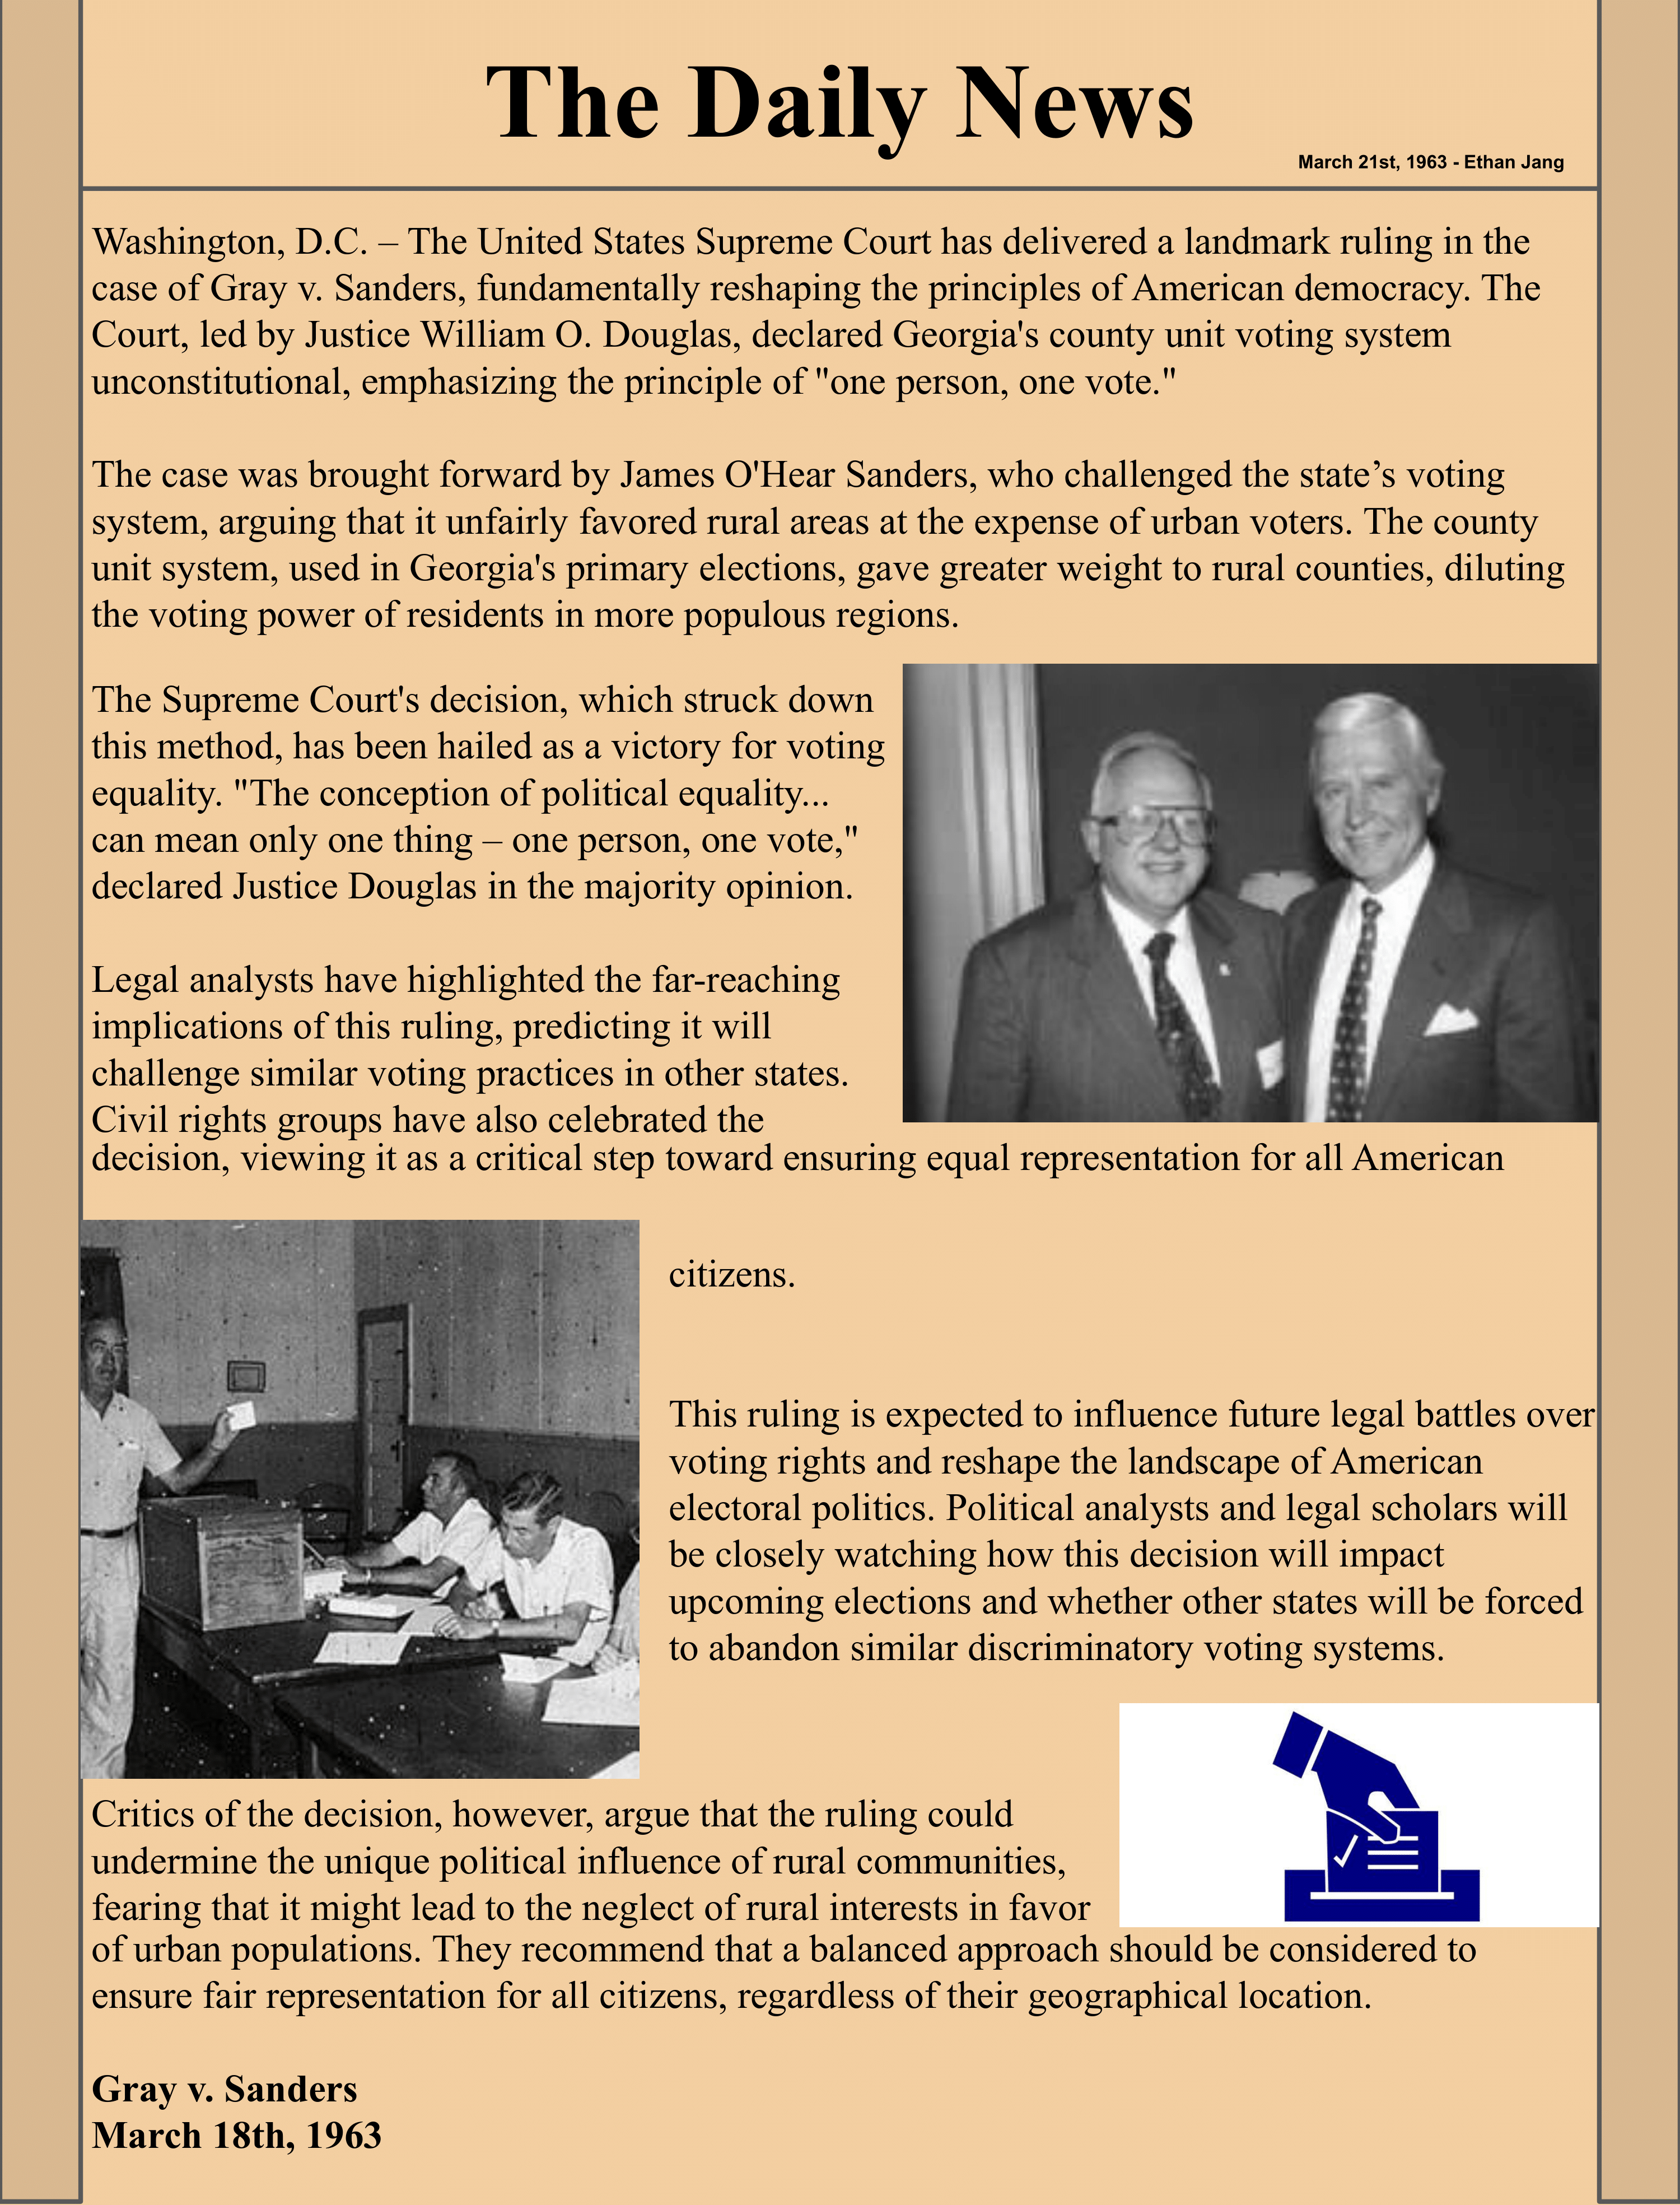 The Daily News
March 21st, 1963 - Ethan Jang
Washington, D.C. – The United States Supreme Court has delivered a landmark ruling in the
case of Gray v. Sanders, fundamentally reshaping the principles of American democracy. The
Court, led by Justice William O. Douglas, declared Georgia's county unit voting system
unconstitutional, emphasizing the principle of "one person, one vote."
The case was brought forward by James O'Hear Sanders, who challenged the state’s voting
system, arguing that it unfairly favored rural areas at the expense of urban voters. The county
unit system, used in Georgia's primary elections, gave greater weight to rural counties, diluting
the voting power of residents in more populous regions.
The Supreme Court's decision, which struck down
this method, has been hailed as a victory for voting
equality. "The conception of political equality...
can mean only one thing – one person, one vote,"
declared Justice Douglas in the majority opinion.
Legal analysts have highlighted the far-reaching
implications of this ruling, predicting it will
challenge similar voting practices in other states.
Civil rights groups have also celebrated the
decision, viewing it as a critical step toward ensuring equal representation for all American
citizens.
This ruling is expected to influence future legal battles over
voting rights and reshape the landscape of American
electoral politics. Political analysts and legal scholars will
be closely watching how this decision will impact
upcoming elections and whether other states will be forced
to abandon similar discriminatory voting systems.
Critics of the decision, however, argue that the ruling could
undermine the unique political influence of rural communities,
fearing that it might lead to the neglect of rural interests in favor
of urban populations. They recommend that a balanced approach should be considered to
ensure fair representation for all citizens, regardless of their geographical location.
Gray v. Sanders
March 18th, 1963